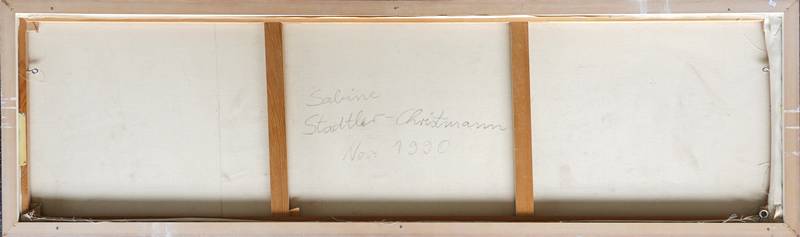 Sabine
Stadtler-Christmann
Nov. 1990